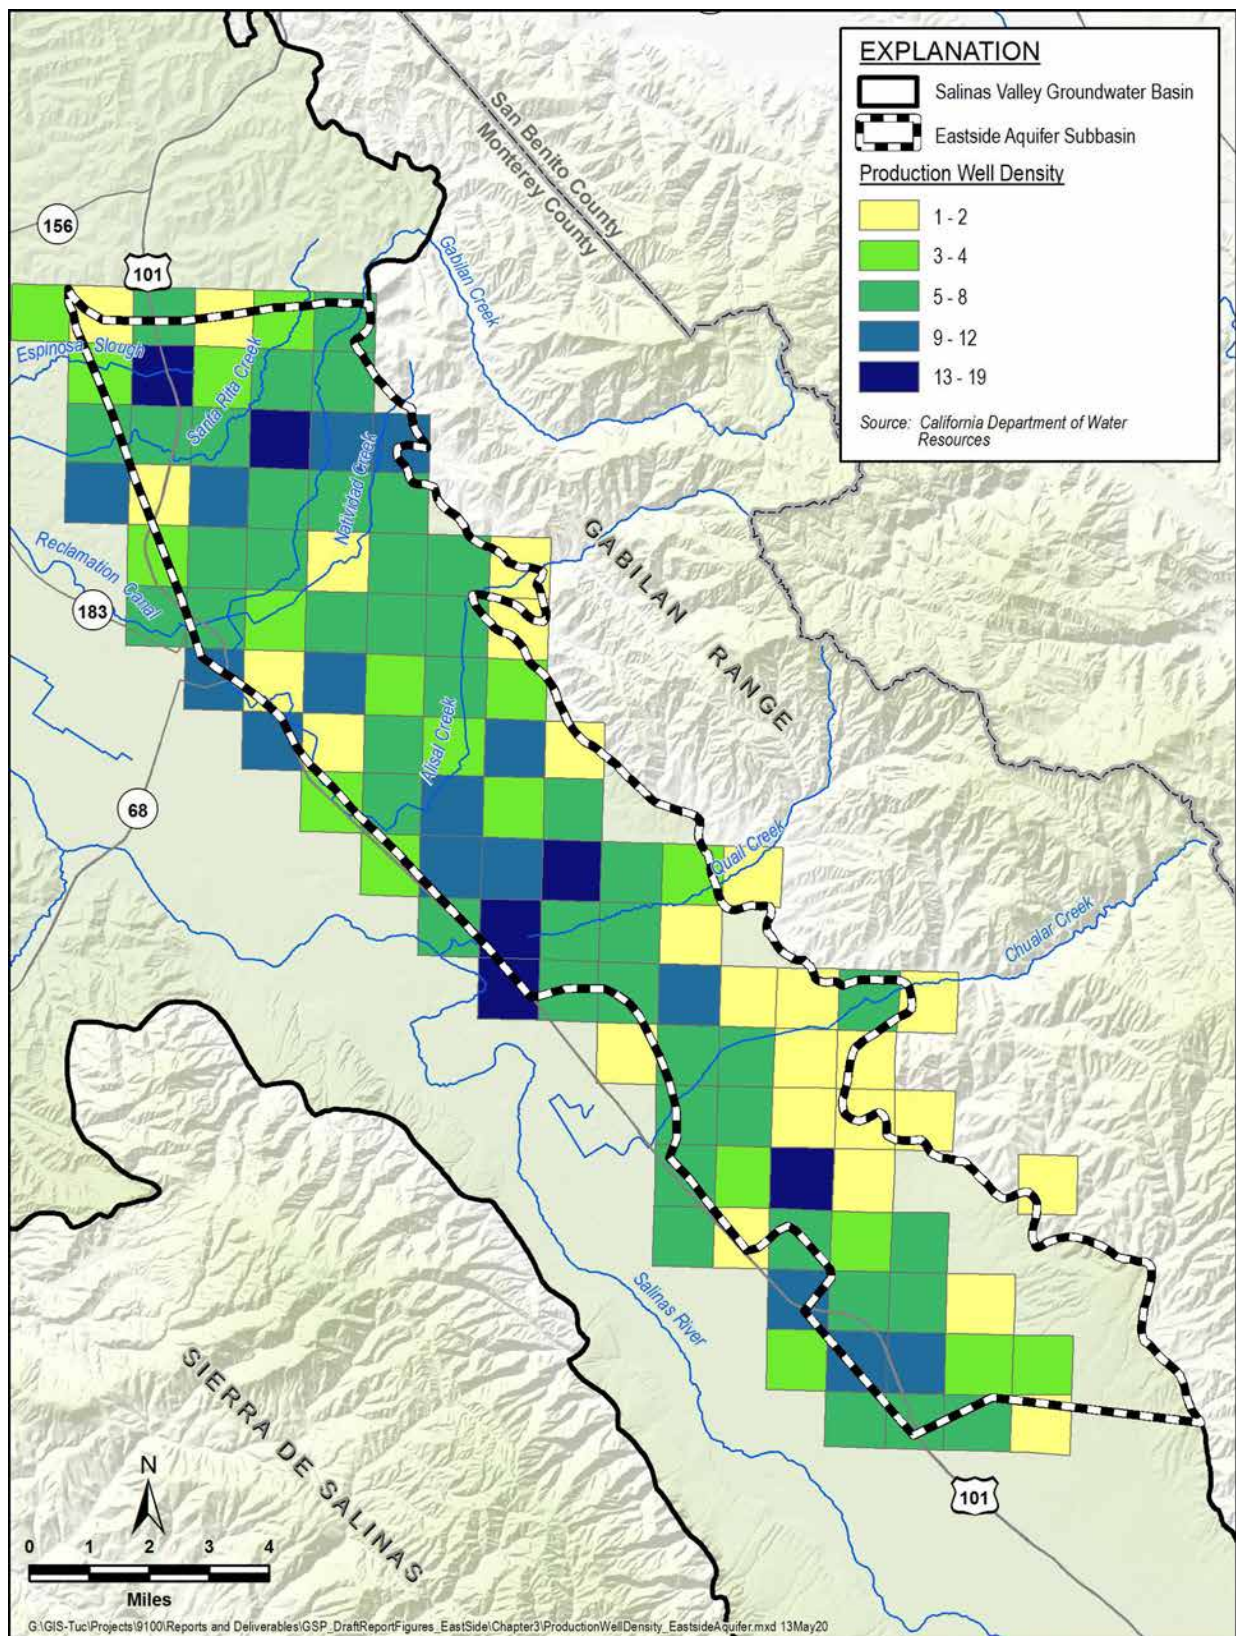 EXPLANATION
Salinas Valley Groundwater Basin
Eastside Aquifer Subbasin
Production Well Density
1 - 2
3 - 4
5 - 8
9 - 12
13 - 19
Source: California Department of Water
Resources
San Benito County
Monterey County
156
101
Gabilan Creek
Espinosa Slough
Santa Rita Creek
Natividad Creek
Reclamation Canal
183
GABILAN RANGE
Alisal Creek
68
Quail Creek
Chualar Creek
Salinas River
SIERRA DE SALINAS
101
N
0 1 2 3 4
Miles
G:\GIS-Tuc\Projects\9100\Reports and Deliverables\GSP_DraftReportFigures_EastSide\Chapter3\ProductionWellDensity_EastsideAquifer.mxd 13May20